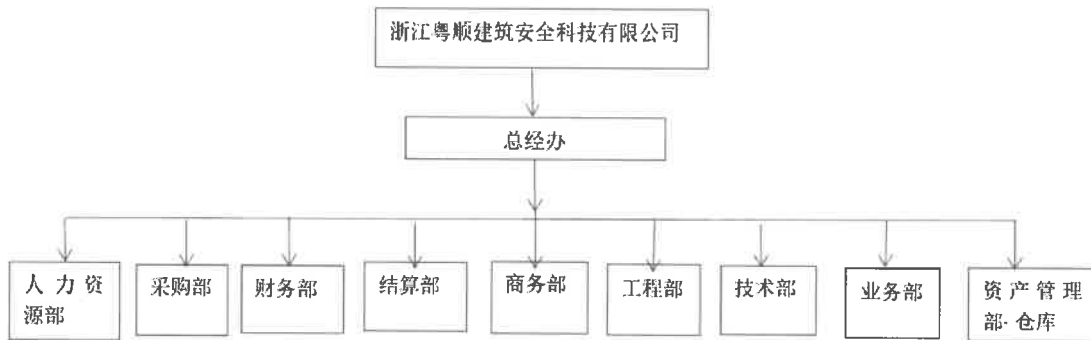 浙江粤顺建筑安全科技有限公司
总经办
人力资
源部
采购部
财务部
结算部
商务部
工程部
技术部
业务部
资产管理
部·仓库